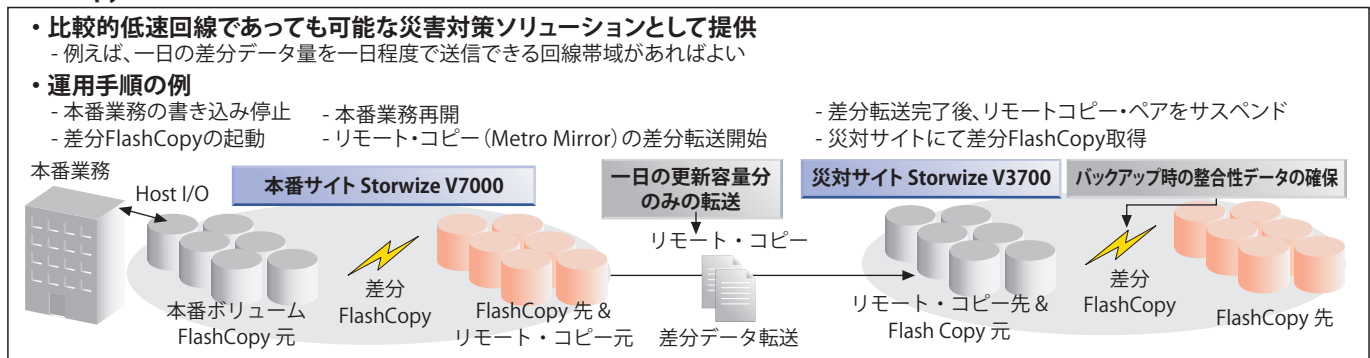 ・比較的低速回線であっても可能な災害対策ソリューションとして提供
- 例えば、一日の差分データ量を一日程度で送信できる回線帯域があればよい
・運用手順の例
- 本番業務の書き込み停止
- 差分FlashCopyの起動
- 本番業務再開
- リモート・コピー（Metro Mirror）の差分転送開始
- 差分転送完了後、リモートコピー・ペアをサスペンド
- 災対サイトにて差分FlashCopy取得
本番業務
Host I/O
本番サイト Storwize V7000
一日の更新容量分
のみの転送
災対サイト Storwize V3700
バックアップ時の整合性データの確保
リモート・コピー
本番ボリューム
FlashCopy 元
差分
FlashCopy
FlashCopy 先 &
リモート・コピー元
差分データ転送
リモート・コピー先 &
Flash Copy 元
差分
FlashCopy
FlashCopy 先